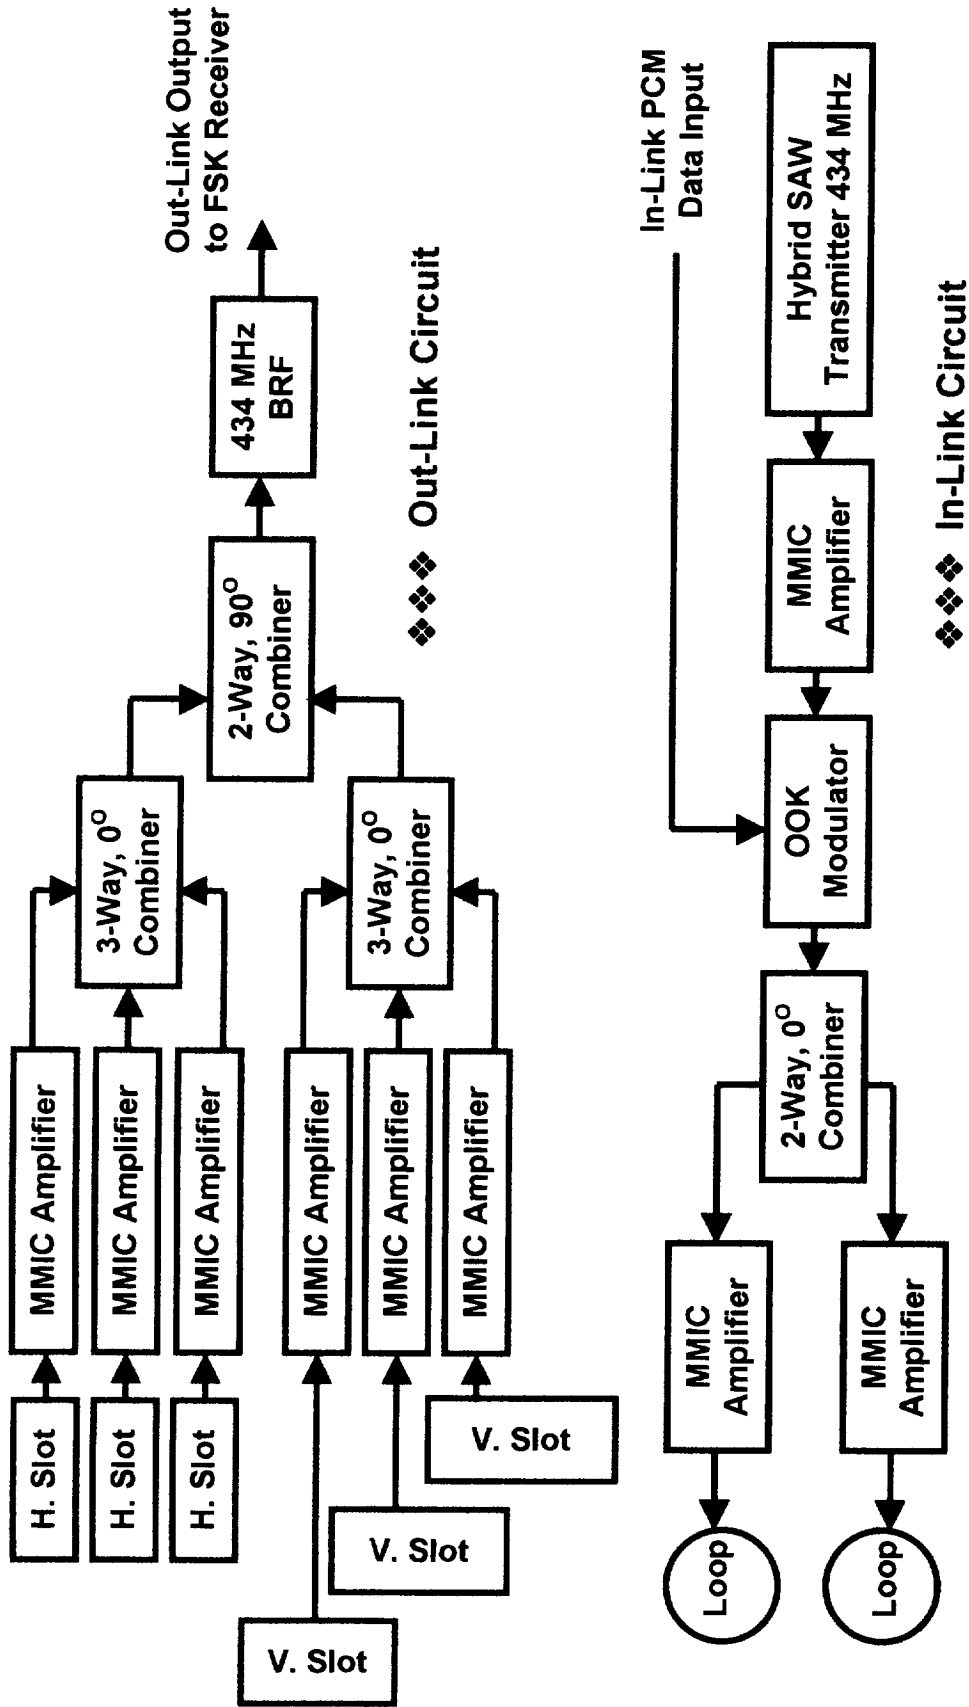 H. Slot
H. Slot
H. Slot
V. Slot
V. Slot
V. Slot
MMIC Amplifier
MMIC Amplifier
MMIC Amplifier
MMIC Amplifier
MMIC Amplifier
MMIC Amplifier
3-Way, 0°
Combiner
3-Way, 0°
Combiner
2-Way, 90°
Combiner
434 MHz
BRF
Out-Link Output
to FSK Receiver
❖❖❖ Out-Link Circuit
Loop
Loop
MMIC
Amplifier
MMIC
Amplifier
2-Way, 0°
Combiner
OOK
Modulator
MMIC
Amplifier
Hybrid SAW
Transmitter 434 MHz
In-Link PCM
Data Input
❖❖❖ In-Link Circuit